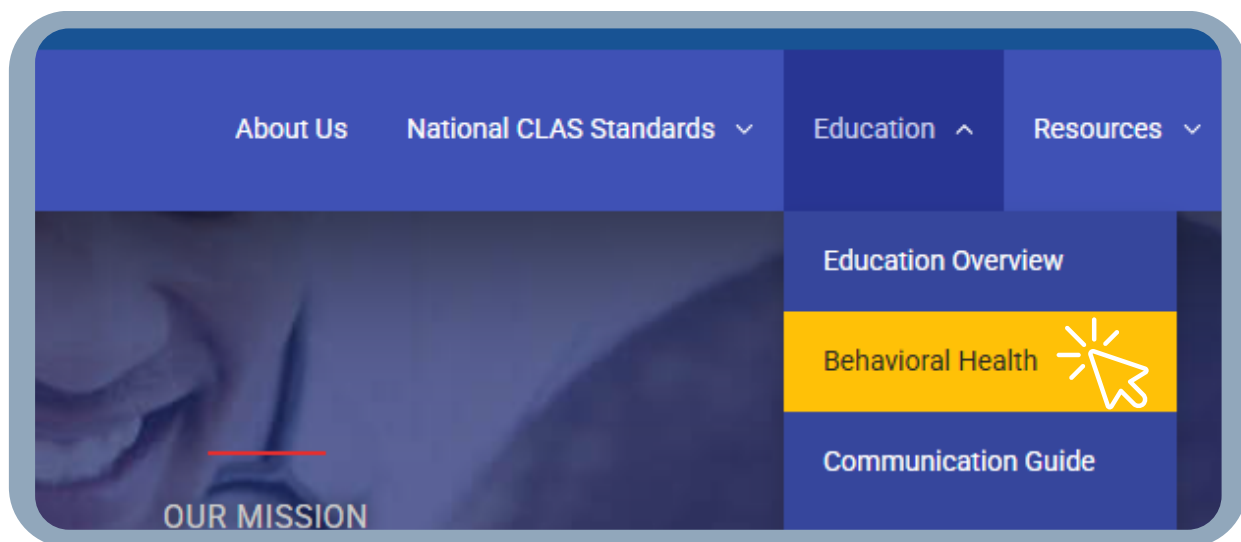 About Us National CLAS Standards Education Resources
Education Overview
Behavioral Health
Communication Guide
OUR MISSION